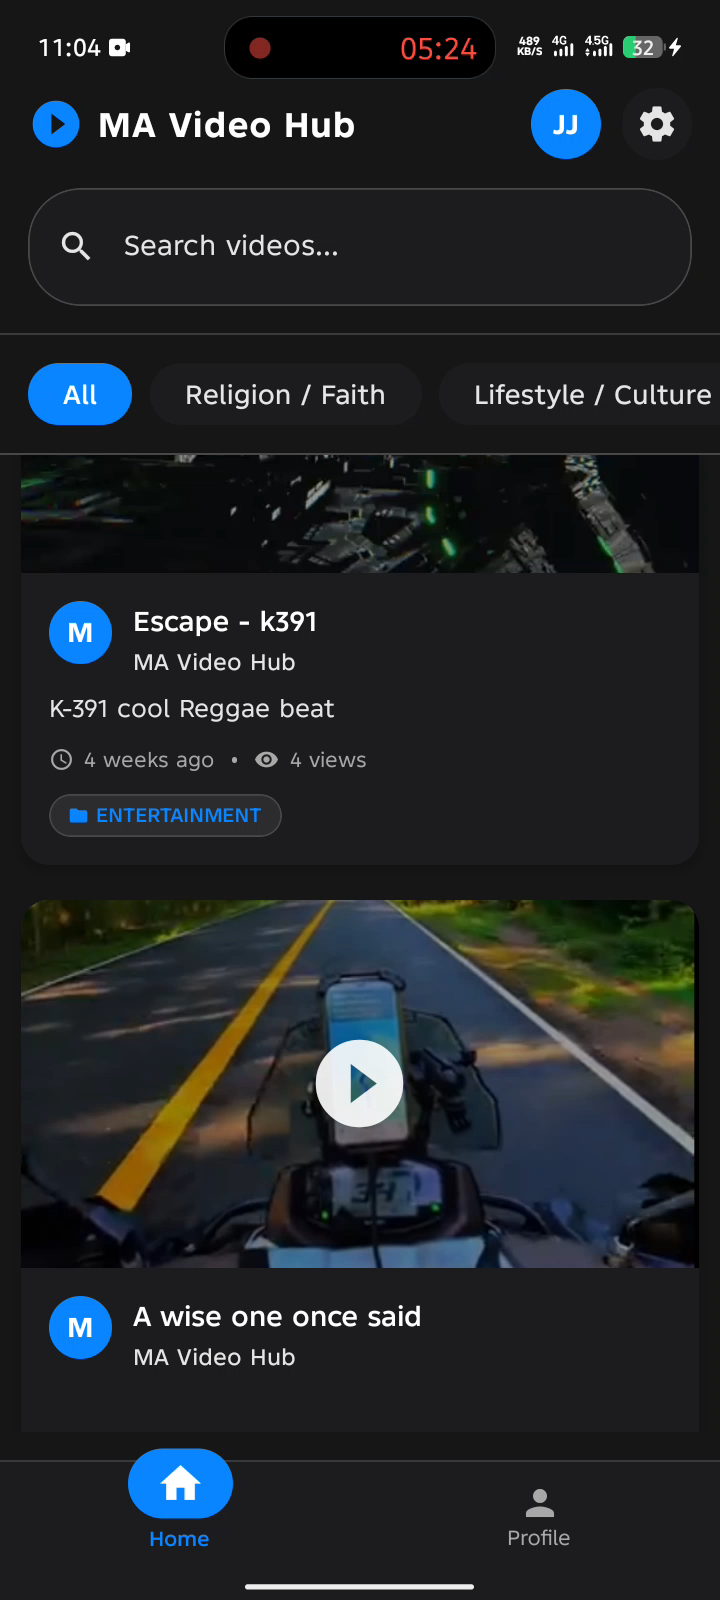 11:04
05:24
489 KB/S 4G 4.5G 32
MA Video Hub
JJ
Search videos...
All Religion / Faith Lifestyle / Culture
M
Escape - k391
MA Video Hub
K-391 cool Reggae beat
4 weeks ago • 4 views
ENTERTAINMENT
34
M
A wise one once said
MA Video Hub
Home
Profile